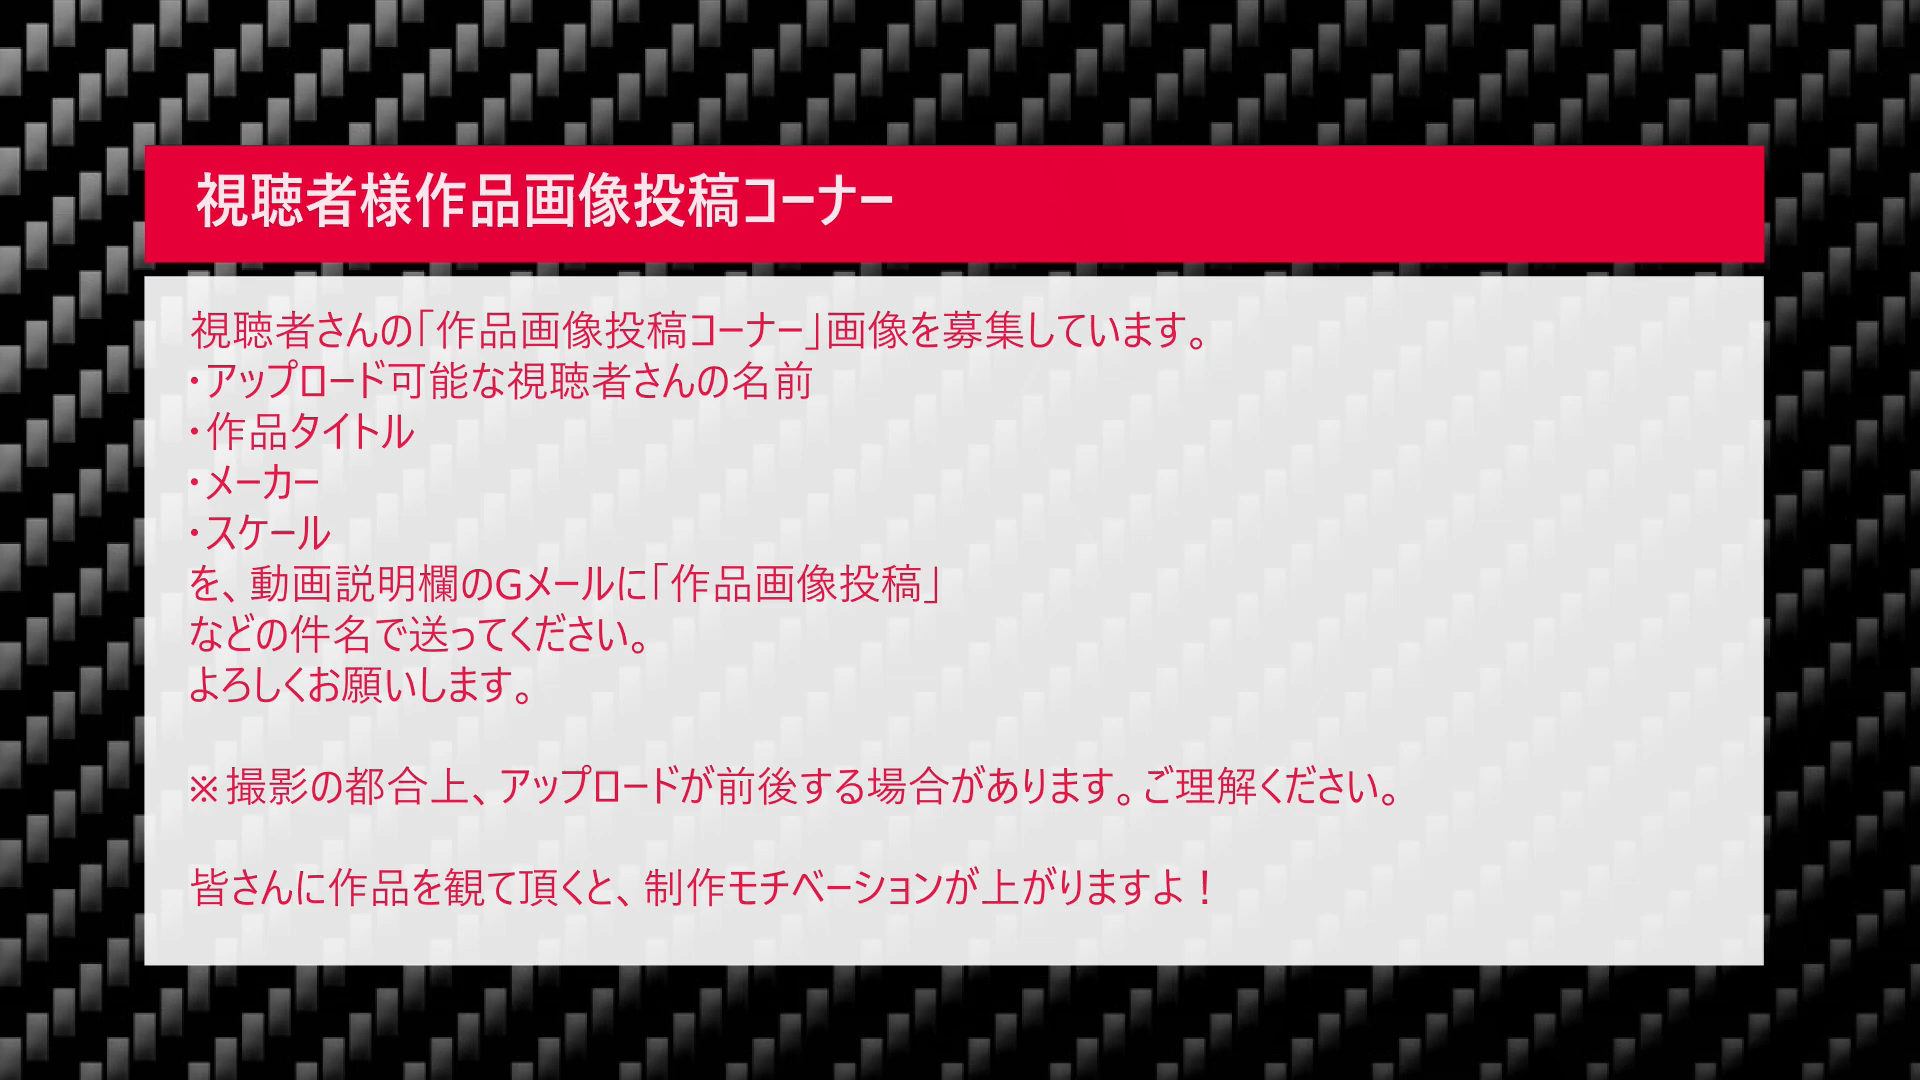 視聴者様作品画像投稿コーナー
視聴者さんの「作品画像投稿コーナー」画像を募集しています。
・アップロード可能な視聴者さんの名前
・作品タイトル
・メーカー
・スケール
を、動画説明欄のGメールに「作品画像投稿」
などの件名で送ってください。
よろしくお願いします。
※撮影の都合上、アップロードが前後する場合があります。ご理解ください。
皆さんに作品を観て頂くと、制作モチベーションが上がりますよ！